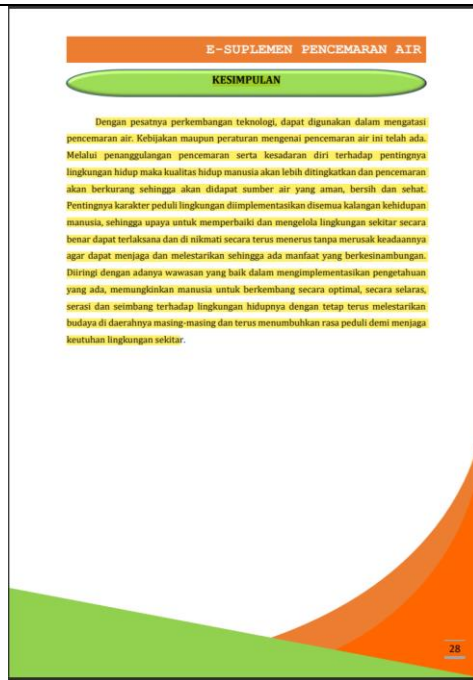 E-SUPLEMEN PENCEMARAN AIR
KESIMPULAN
Dengan pesatnya perkembangan teknologi, dapat digunakan dalam mengatasi
pencemaran air. Kebijakan maupun peraturan mengenai pencemaran air ini telah ada.
Melalui penanggulangan pencemaran serta kesadaran diri terhadap pentingnya
lingkungan hidup maka kualitas hidup manusia akan lebih ditingkatkan dan pencemaran
akan berkurang sehingga akan didapat sumber air yang aman, bersih dan sehat.
Pentingnya karakter peduli lingkungan diimplementasikan disemua kalangan kehidupan
manusia, sehingga upaya untuk memperbaiki dan mengelola lingkungan sekitar secara
benar dapat terlaksana dan di nikmati secara terus menerus tanpa merusak keadaannya
agar dapat menjaga dan melestarikan sehingga ada manfaat yang berkesinambungan.
Diiringi dengan adanya wawasan yang baik dalam mengimplementasikan pengetahuan
yang ada, memungkinkan manusia untuk berkembang secara optimal, secara selaras,
serasi dan seimbang terhadap lingkungan hidupnya dengan tetap terus melestarikan
budaya di daerahnya masing-masing dan terus menumbuhkan rasa peduli demi menjaga
keutuhan lingkungan sekitar.
28